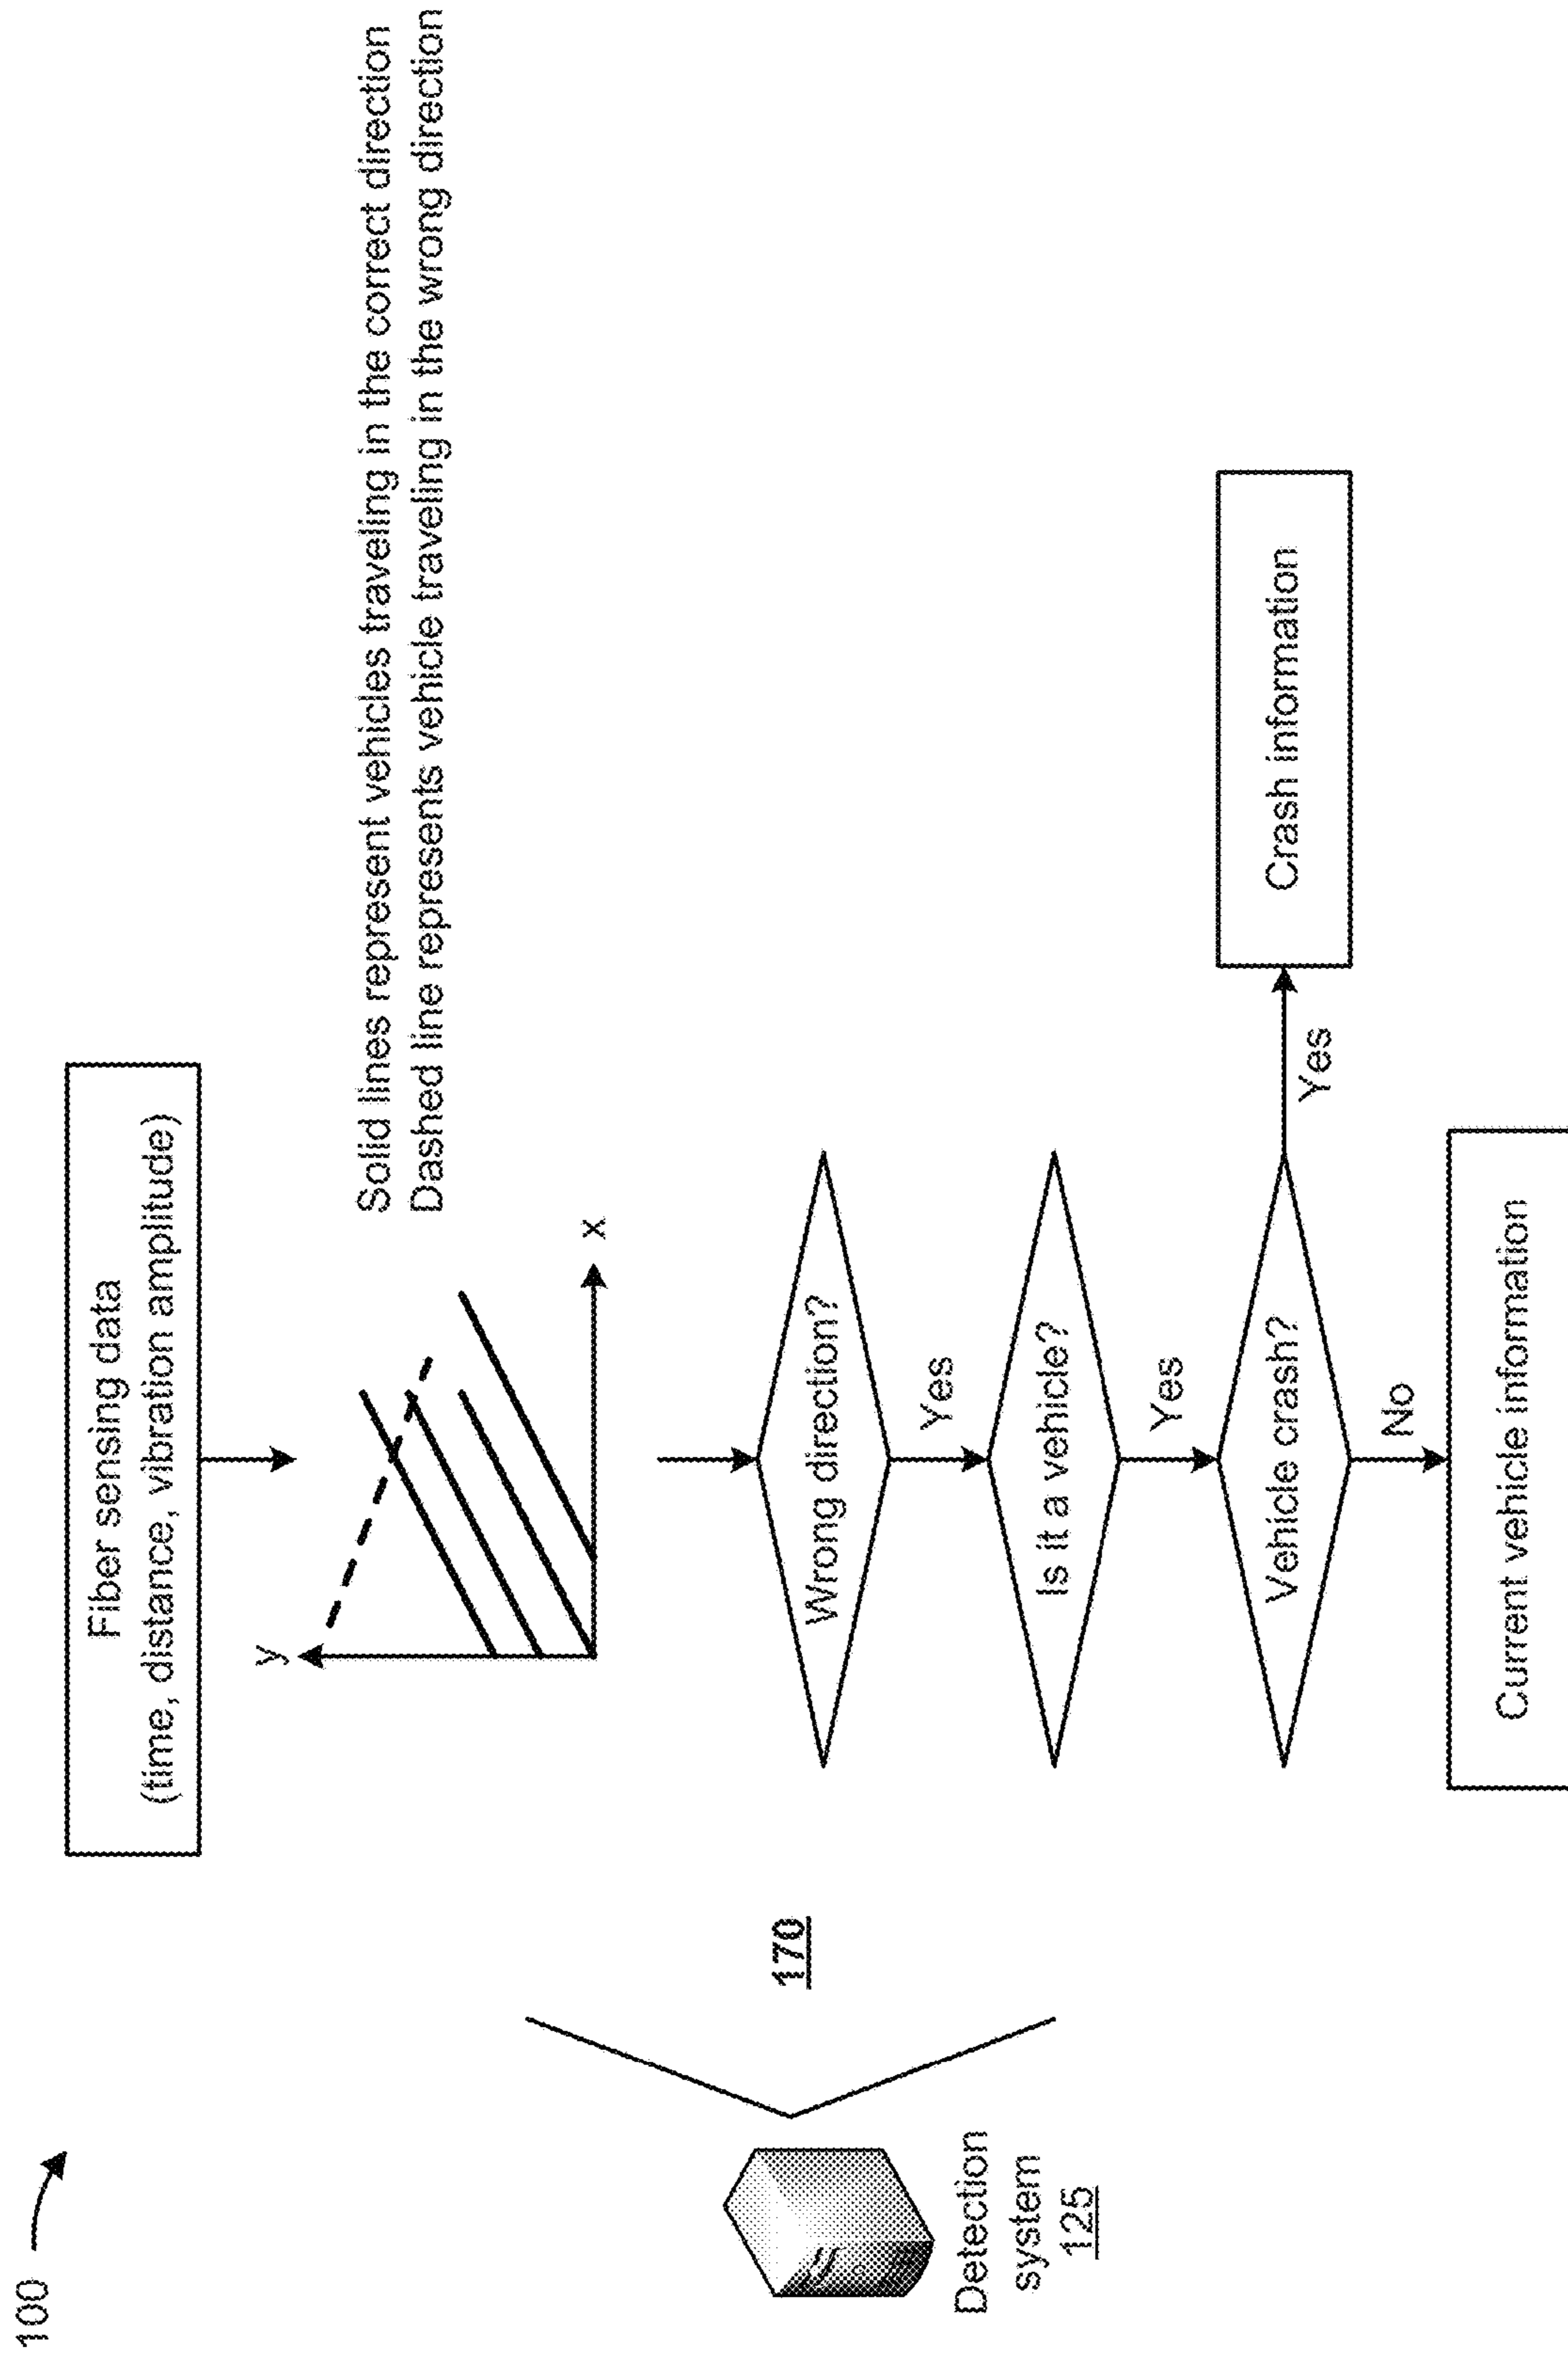 100
Fiber sensing data
(time, distance, vibration amplitude)
y
x
Solid lines represent vehicles traveling in the correct direction
Dashed line represents vehicle traveling in the wrong direction
170
Detection
system
125
Wrong direction?
Yes
Is it a vehicle?
Yes
Vehicle crash?
Yes
Crash information
No
Current vehicle information